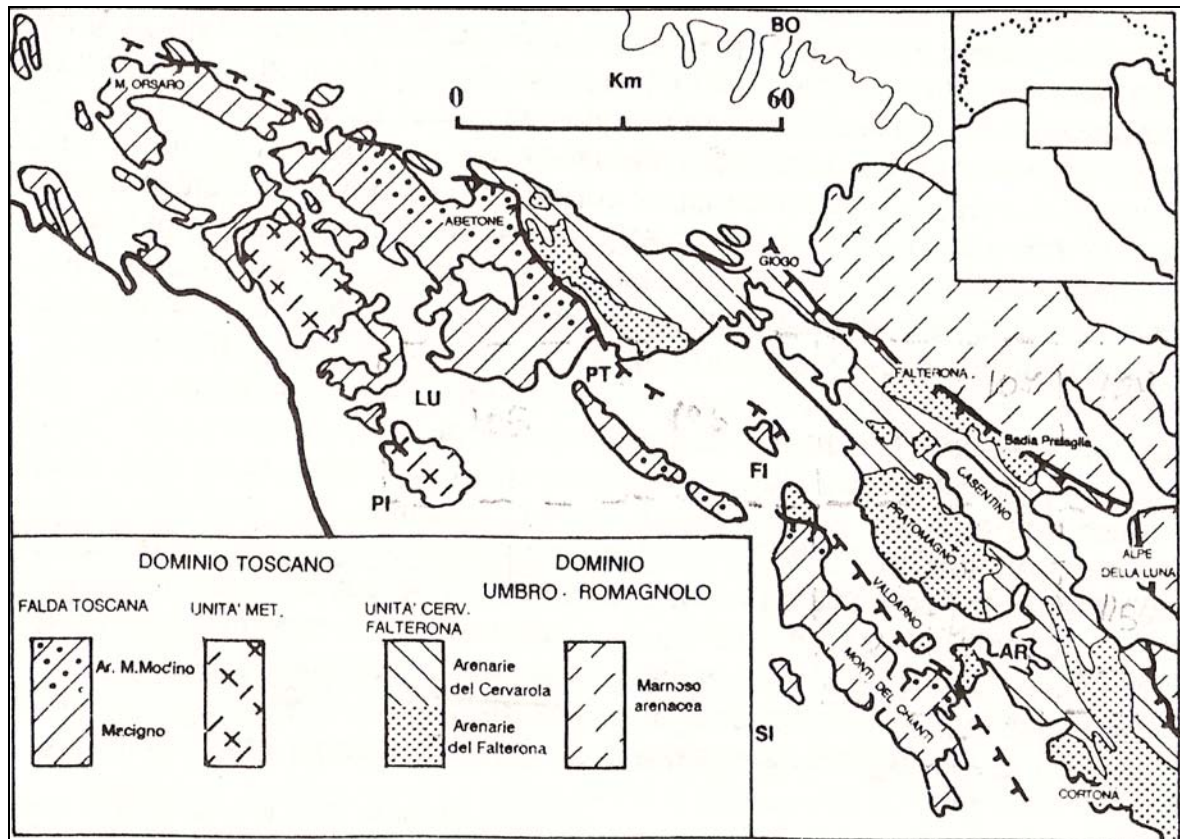 BO
M. ORSARO
Km
0 60
ABETONE
GIOGO
FALTERONA
Badia Prataglia
LU
PT
FI
PI
CASENTINO
PRATOMAGNO
ALPE
DELLA LUNA
VALDARNO
AR
MONTI DEL CHIANTI
SI
CORTONA
DOMINIO TOSCANO
DOMINIO
UMBRO - ROMAGNOLO
FALDA TOSCANA
UNITA' MET.
UNITA' CERV.
FALTERONA
Ar. M.Modino
Macigno
Arenarie
del Cervarola
Arenarie
del Falterona
Marnoso
arenacea